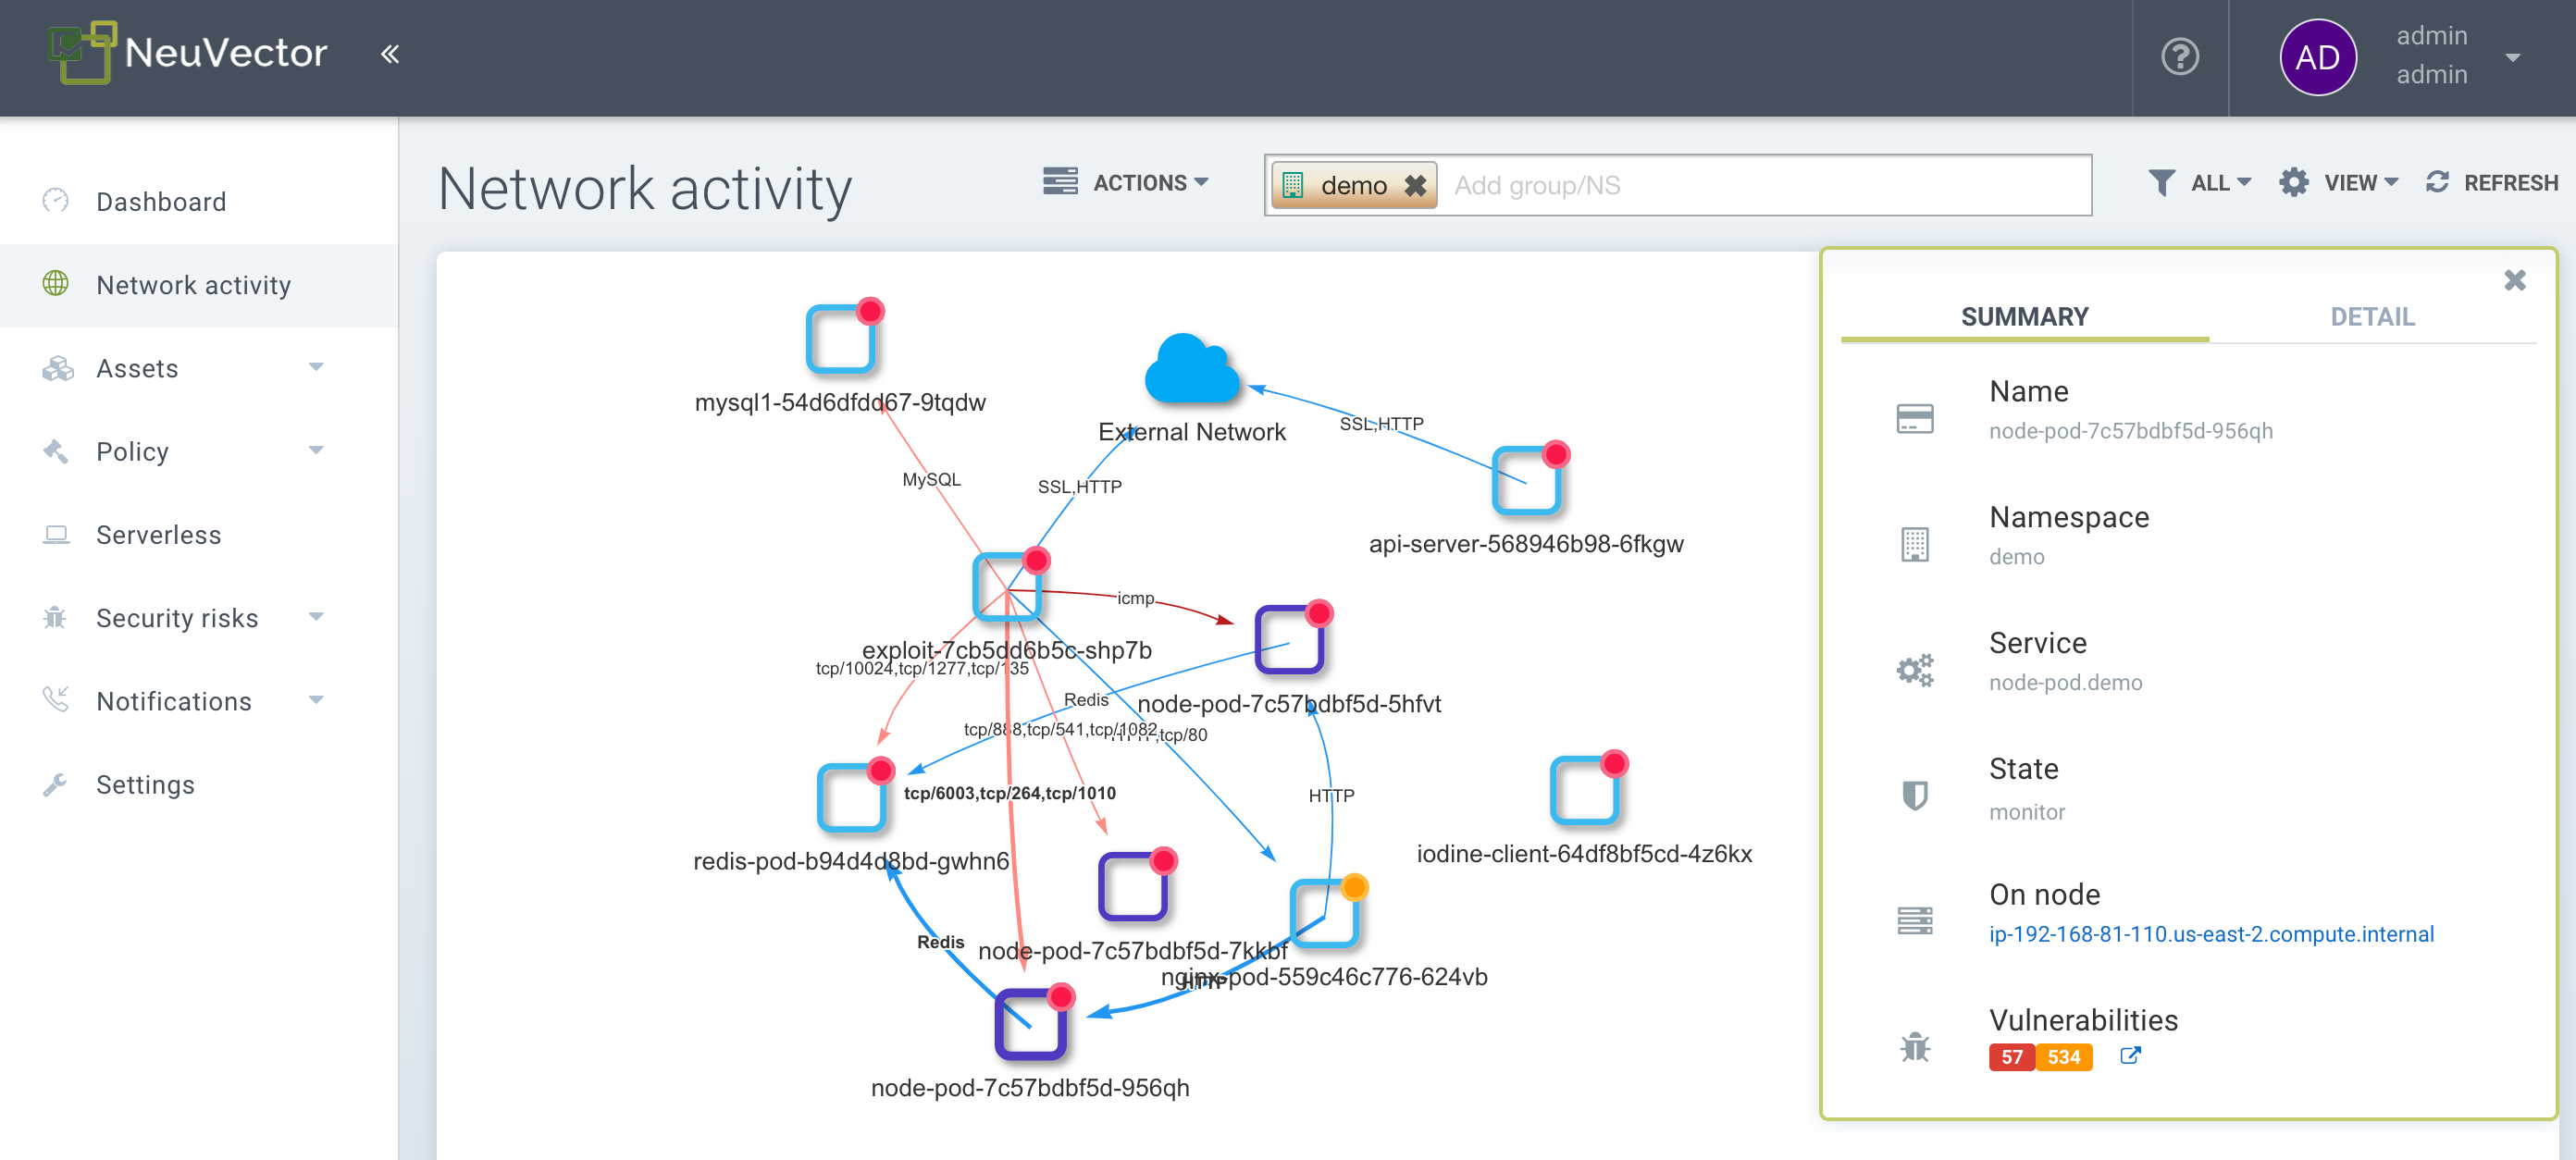 NeuVector
«
AD
admin
admin
Dashboard
Network activity
Assets
Policy
Serverless
Security risks
Notifications
Settings
Network activity
ACTIONS
demo
Add group/NS
ALL
VIEW
REFRESH
mysql1-54d6dfdd67-9tqdw
External Network
SSL,HTTP
MySQL
SSL,HTTP
api-server-568946b98-6fkgw
icmp
exploit-7cb5dd6b5c-shp7b
tcp/10024,tcp/1277,tcp/135
Redis
node-pod-7c57bdbf5d-5hfvt
tcp/888,tcp/541,tcp/1082
tcp/80
tcp/6003,tcp/264,tcp/1010
HTTP
redis-pod-b94d4d8bd-gwhn6
iodine-client-64df8bf5cd-4z6kx
Redis
node-pod-7c57bdbf5d-7kkbf
nginx-pod-559c46c776-624vb
HTTP
node-pod-7c57bdbf5d-956qh
SUMMARY
DETAIL
Name
node-pod-7c57bdbf5d-956qh
Namespace
demo
Service
node-pod.demo
State
monitor
On node
ip-192-168-81-110.us-east-2.compute.internal
Vulnerabilities
57 534